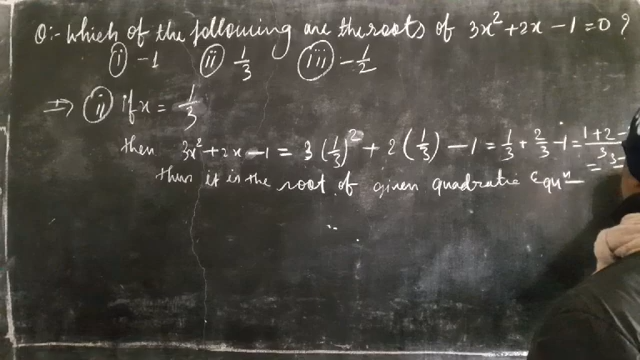 Q:- Which of the following are the roots of 3x²+2x-1=0 ?
(i) -1 (ii) 1/3 (iii) -1/2
⇒ (ii) if x = 1/3
then 3x²+2x-1 = 3(1/3)² + 2(1/3) - 1 = 1/3 + 2/3 - 1 = 1+2-
thus it is the root of given quadratic Equⁿ